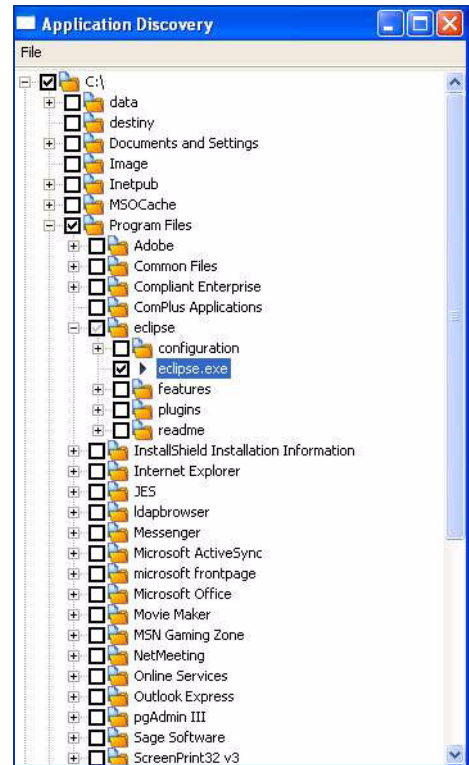 Application Discovery
File
C:\
data
destiny
Documents and Settings
Image
Inetpub
MSOCache
Program Files
Adobe
Common Files
Compliant Enterprise
ComPlus Applications
eclipse
configuration
eclipse.exe
features
plugins
readme
InstallShield Installation Information
Internet Explorer
JES
ldapbrowser
Messenger
Microsoft ActiveSync
microsoft frontpage
Microsoft Office
Movie Maker
MSN Gaming Zone
NetMeeting
Online Services
Outlook Express
pgAdmin III
Sage Software
ScreenPrint32 v3